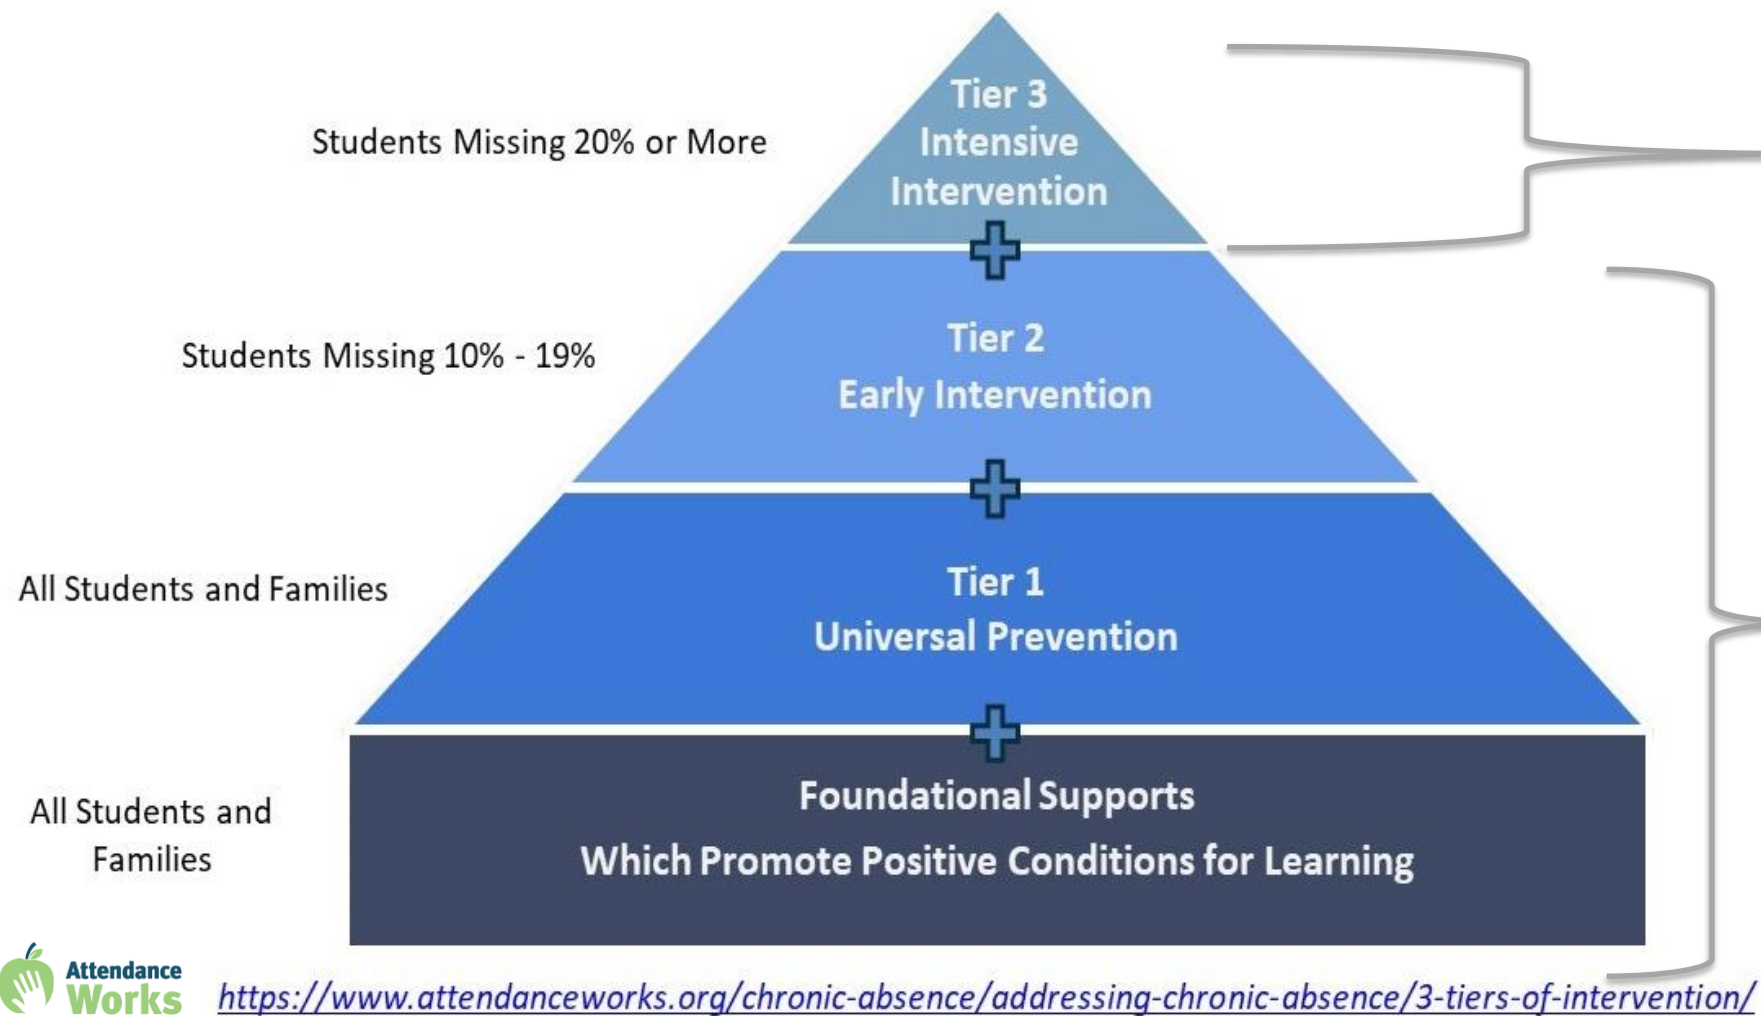 Students Missing 20% or More
Tier 3
Intensive
Intervention
Students Missing 10% - 19%
Tier 2
Early Intervention
All Students and Families
Tier 1
Universal Prevention
All Students and
Families
Foundational Supports
Which Promote Positive Conditions for Learning
Attendance
Works
https://www.attendanceworks.org/chronic-absence/addressing-chronic-absence/3-tiers-of-intervention/